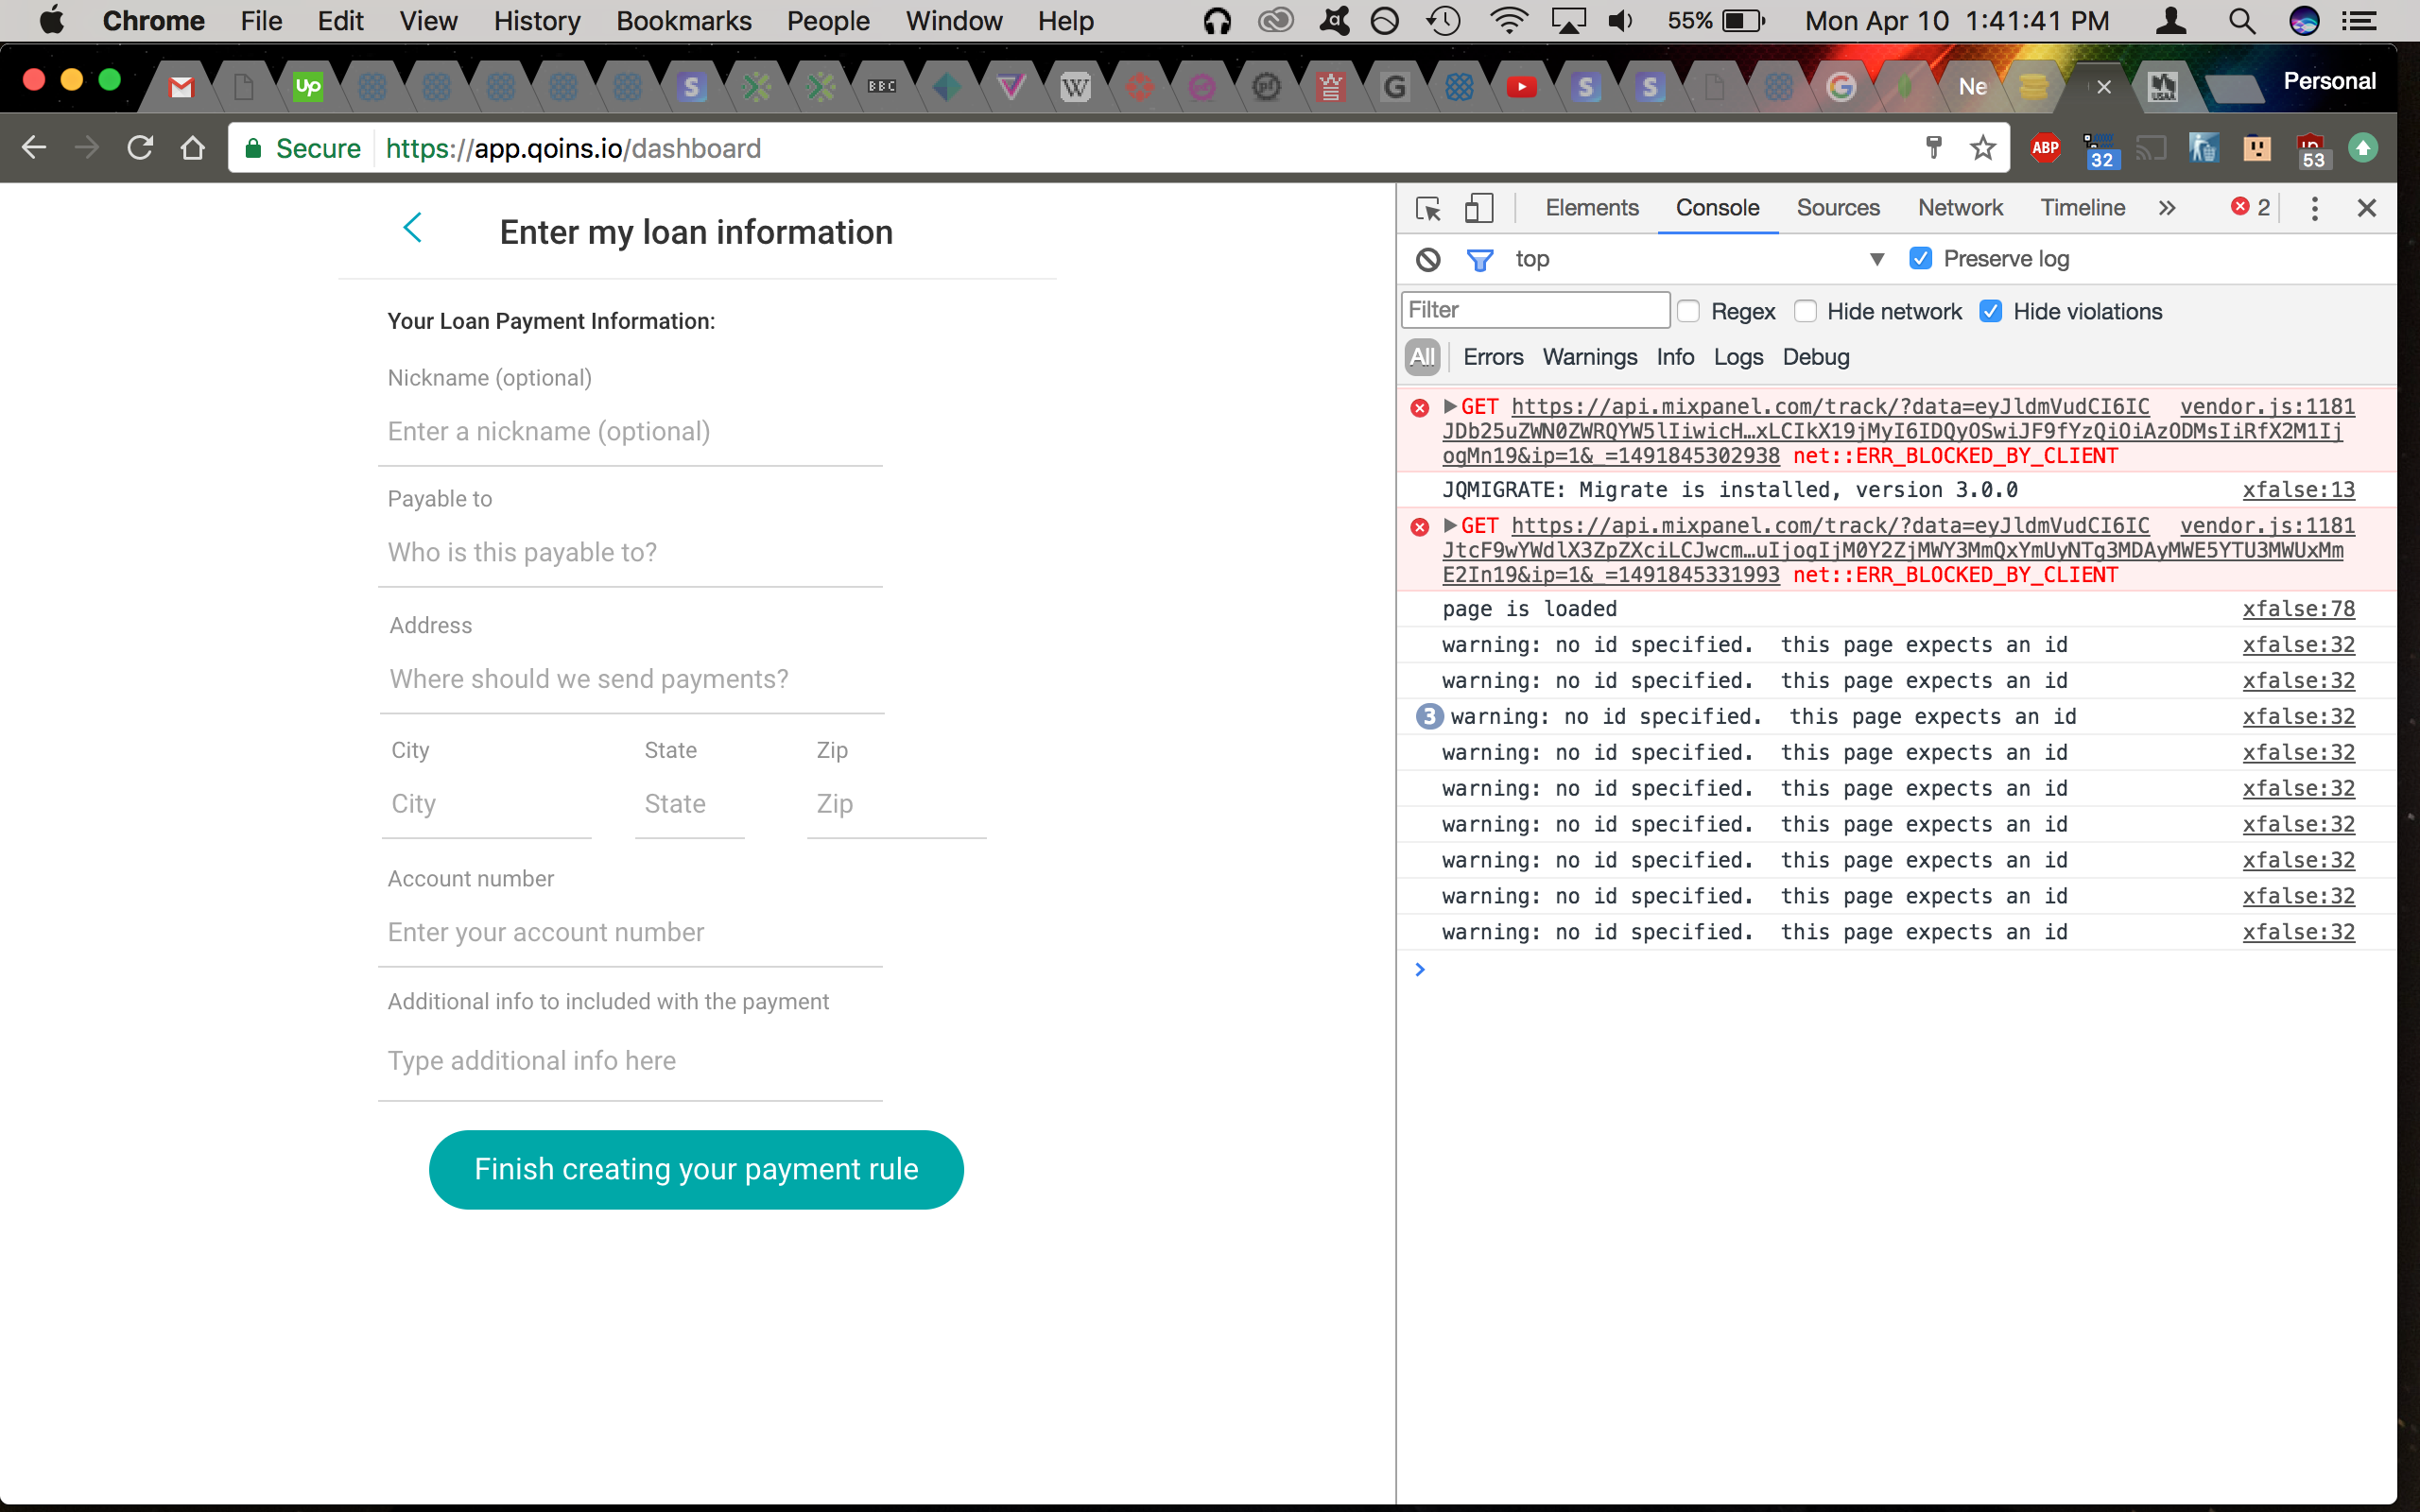 Chrome File Edit View History Bookmarks People Window Help 55% Mon Apr 10 1:41:41 PM
Up S BBC W pf G S S G Ne Personal
Secure https://app.qoins.io/dashboard ABP 32 53
Enter my loan information
Your Loan Payment Information:
Nickname (optional)
Enter a nickname (optional)
Payable to
Who is this payable to?
Address
Where should we send payments?
City State Zip
City State Zip
Account number
Enter your account number
Additional info to included with the payment
Type additional info here
Finish creating your payment rule
Elements Console Sources Network Timeline » 2
top Preserve log
Filter Regex Hide network Hide violations
All Errors Warnings Info Logs Debug
GET https://api.mixpanel.com/track/?data=eyJldmVudCI6IC vendor.js:1181
JDb25uZWN0ZWRQYW5lIiwicH…xLCIkX19jMyI6IDQyOSwiJF9fYzQiOiAzODMsIiRfX2M1Ij
ogMn19&ip=1&_=1491845302938 net::ERR_BLOCKED_BY_CLIENT
JQMIGRATE: Migrate is installed, version 3.0.0 xfalse:13
GET https://api.mixpanel.com/track/?data=eyJldmVudCI6IC vendor.js:1181
JtcF9wYWdlX3ZpZXciLCJwcm…uIjogIjM0Y2ZjMWY3MmQxYmUyNTg3MDAyMWE5YTU3MWUxMm
E2In19&ip=1&_=1491845331993 net::ERR_BLOCKED_BY_CLIENT
page is loaded xfalse:78
warning: no id specified. this page expects an id xfalse:32
warning: no id specified. this page expects an id xfalse:32
3 warning: no id specified. this page expects an id xfalse:32
warning: no id specified. this page expects an id xfalse:32
warning: no id specified. this page expects an id xfalse:32
warning: no id specified. this page expects an id xfalse:32
warning: no id specified. this page expects an id xfalse:32
warning: no id specified. this page expects an id xfalse:32
warning: no id specified. this page expects an id xfalse:32